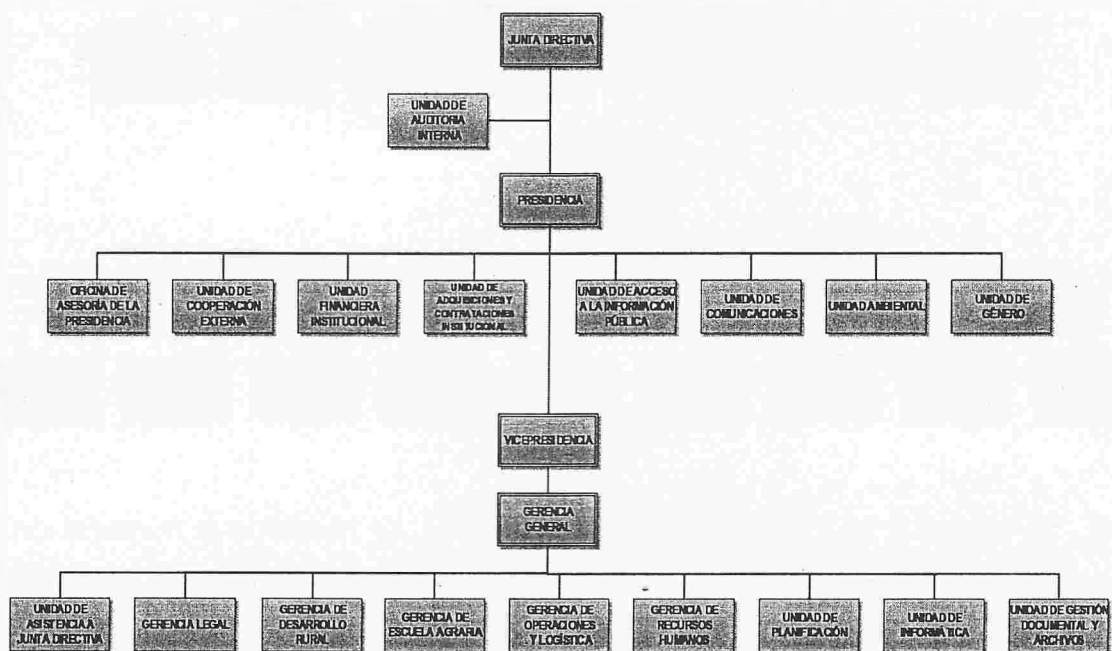 JUNTA DIRECTIVA
UNIDAD DE
AUDITORIA
INTERNA
PRESIDENCIA
OFICINA DE
ASESORÍA DE LA
PRESIDENCIA
UNIDAD DE
COOPERACIÓN
EXTERNA
UNIDAD
FINANCIERA
INSTITUCIONAL
UNIDAD DE
ADQUISICIONES Y
CONTRATACIONES
INSTITUCIONAL
UNIDAD DE ACCESO
A LA INFORMACIÓN
PÚBLICA
UNIDAD DE
COMUNICACIONES
UNIDAD AMBIENTAL
UNIDAD DE
GÉNERO
VICEPRESIDENCIA
GERENCIA
GENERAL
UNIDAD DE
ASISTENCIA A
JUNTA DIRECTIVA
GERENCIA LEGAL
GERENCIA DE
DESARROLLO
RURAL
GERENCIA DE
ESCUELA AGRARIA
GERENCIA DE
OPERACIONES
Y LOGÍSTICA
GERENCIA DE
RECURSOS
HUMANOS
UNIDAD DE
PLANIFICACIÓN
UNIDAD DE
INFORMÁTICA
UNIDAD DE GESTIÓN
DOCUMENTAL Y
ARCHIVOS